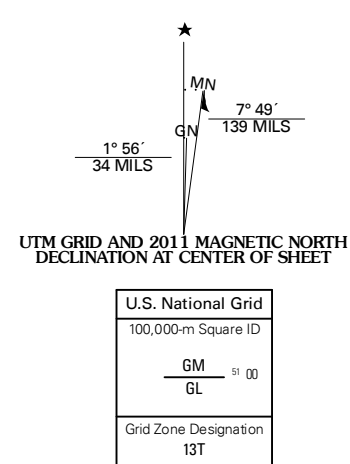 ★
MN
7° 49´
139 MILS
GN
1° 56´
34 MILS
UTM GRID AND 2011 MAGNETIC NORTH
DECLINATION AT CENTER OF SHEET
U.S. National Grid
100,000-m Square ID
GM
51 00
GL
Grid Zone Designation
13T